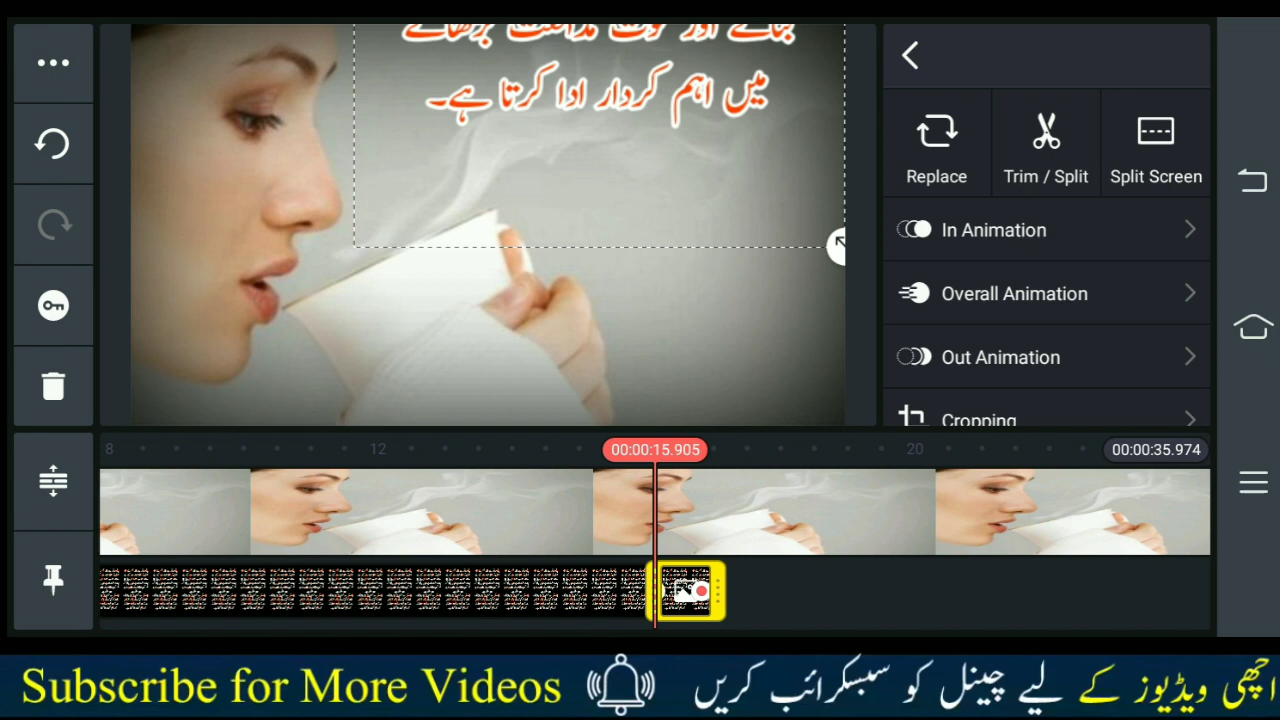 میں اہم کردار ادا کرتا ہے۔
Replace
Trim / Split
Split Screen
In Animation
Overall Animation
Out Animation
Cropping
8
12
00:00:15.905
20
00:00:35.974
Subscribe for More Videos
اچھی ویڈیوز کے لیے چینل کو سبسکرائب کریں